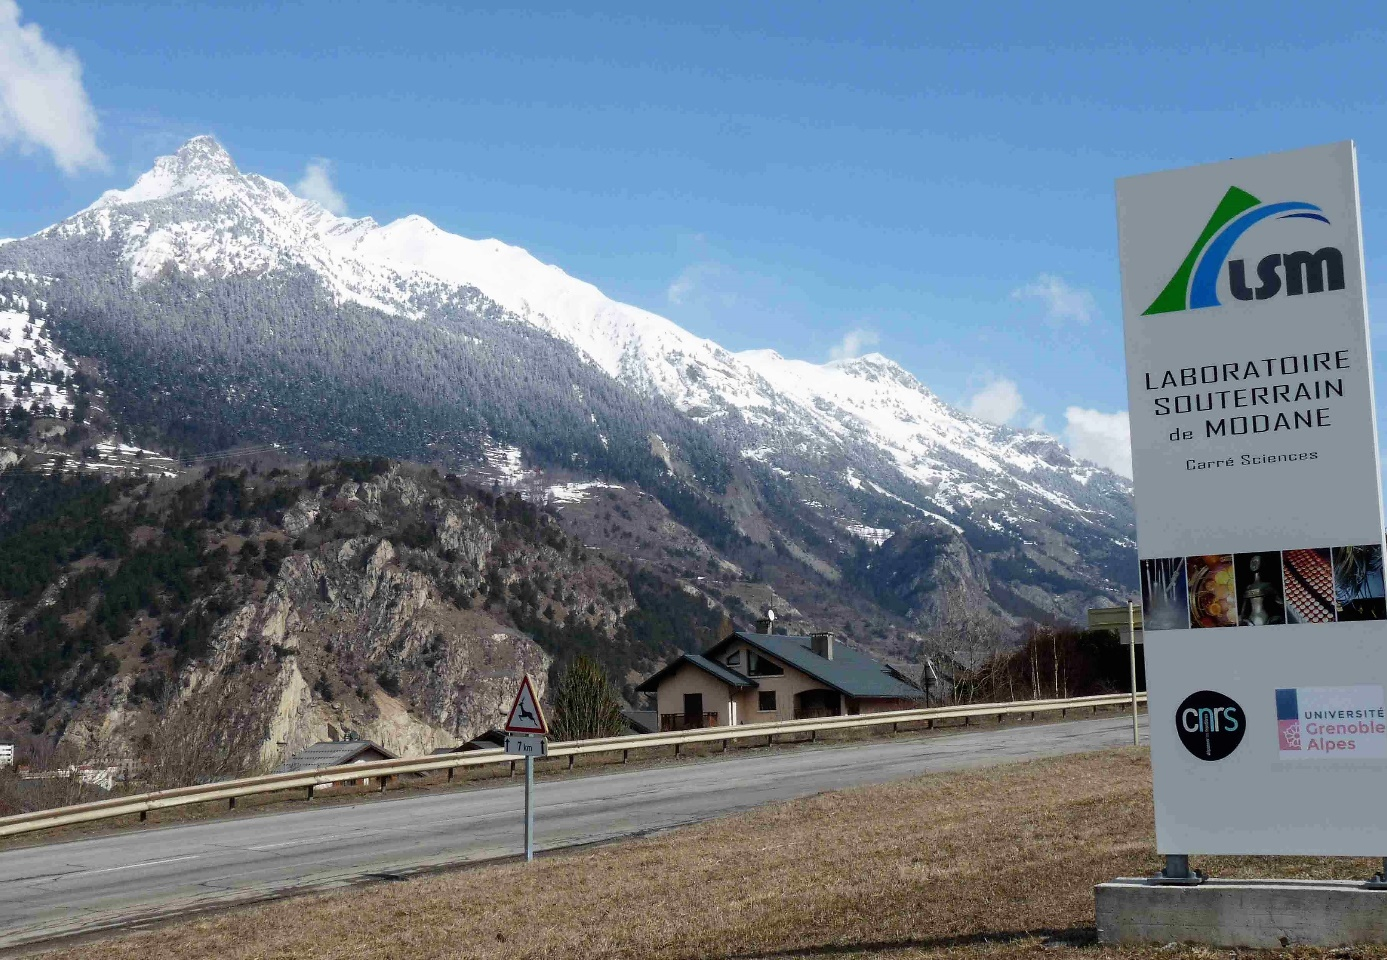 LSM
LABORATOIRE
SOUTERRAIN
de MODANE
Carré Sciences
7 km
cnrs
UNIVERSITÉ
Grenoble
Alpes